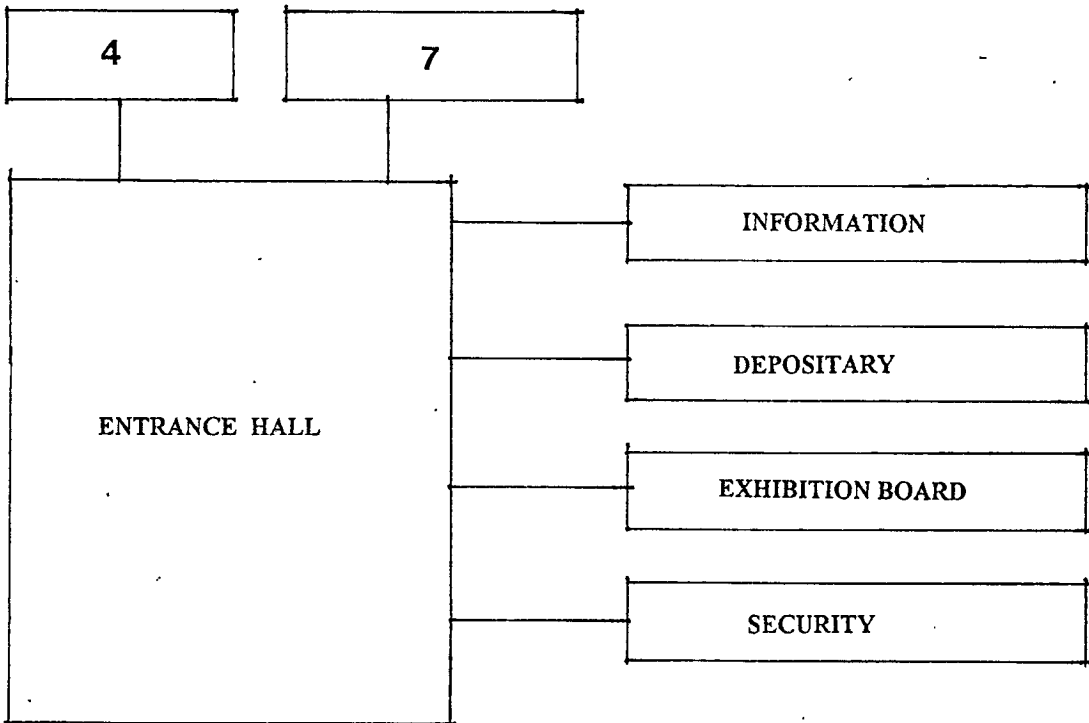 4
7
INFORMATION
DEPOSITARY
ENTRANCE HALL
EXHIBITION BOARD
SECURITY